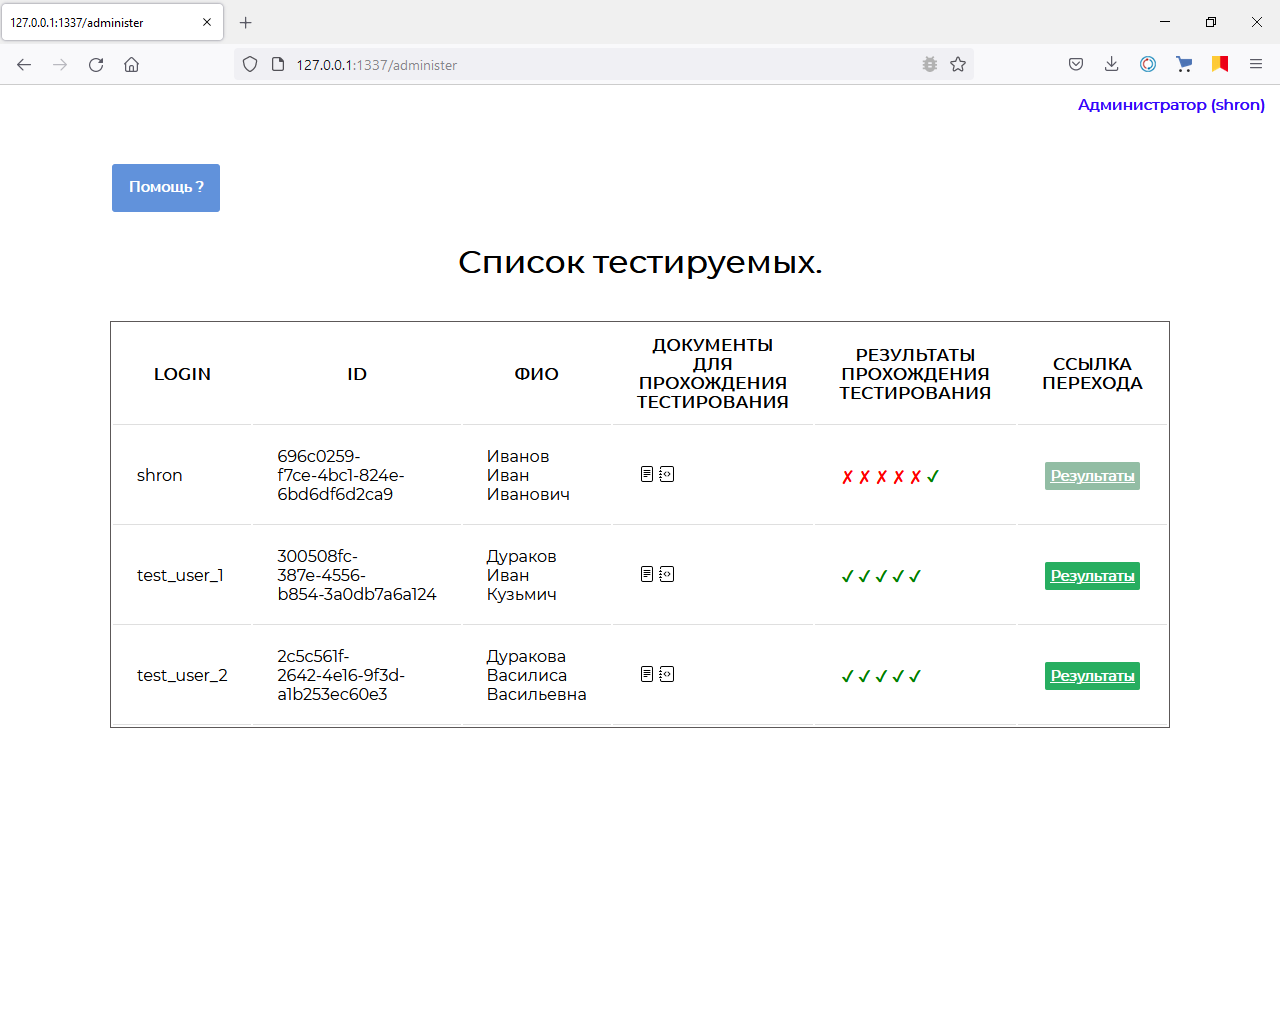 127.0.0.1:1337/administer
127.0.0.1:1337/administer
Администратор (shron)
Помощь ?
Список тестируемых.
LOGIN
ID
ФИО
ДОКУМЕНТЫ
ДЛЯ
ПРОХОЖДЕНИЯ
ТЕСТИРОВАНИЯ
РЕЗУЛЬТАТЫ
ПРОХОЖДЕНИЯ
ТЕСТИРОВАНИЯ
ССЫЛКА
ПЕРЕХОДА
shron
696c0259-
f7ce-4bc1-824e-
6bd6df6d2ca9
Иванов
Иван
Иванович
✗ ✗ ✗ ✗ ✗ ✓
Результаты
test_user_1
300508fc-
387e-4556-
b854-3a0db7a6a124
Дураков
Иван
Кузьмич
✓ ✓ ✓ ✓ ✓
Результаты
test_user_2
2c5c561f-
2642-4e16-9f3d-
a1b253ec60e3
Дуракова
Василиса
Васильевна
✓ ✓ ✓ ✓ ✓
Результаты